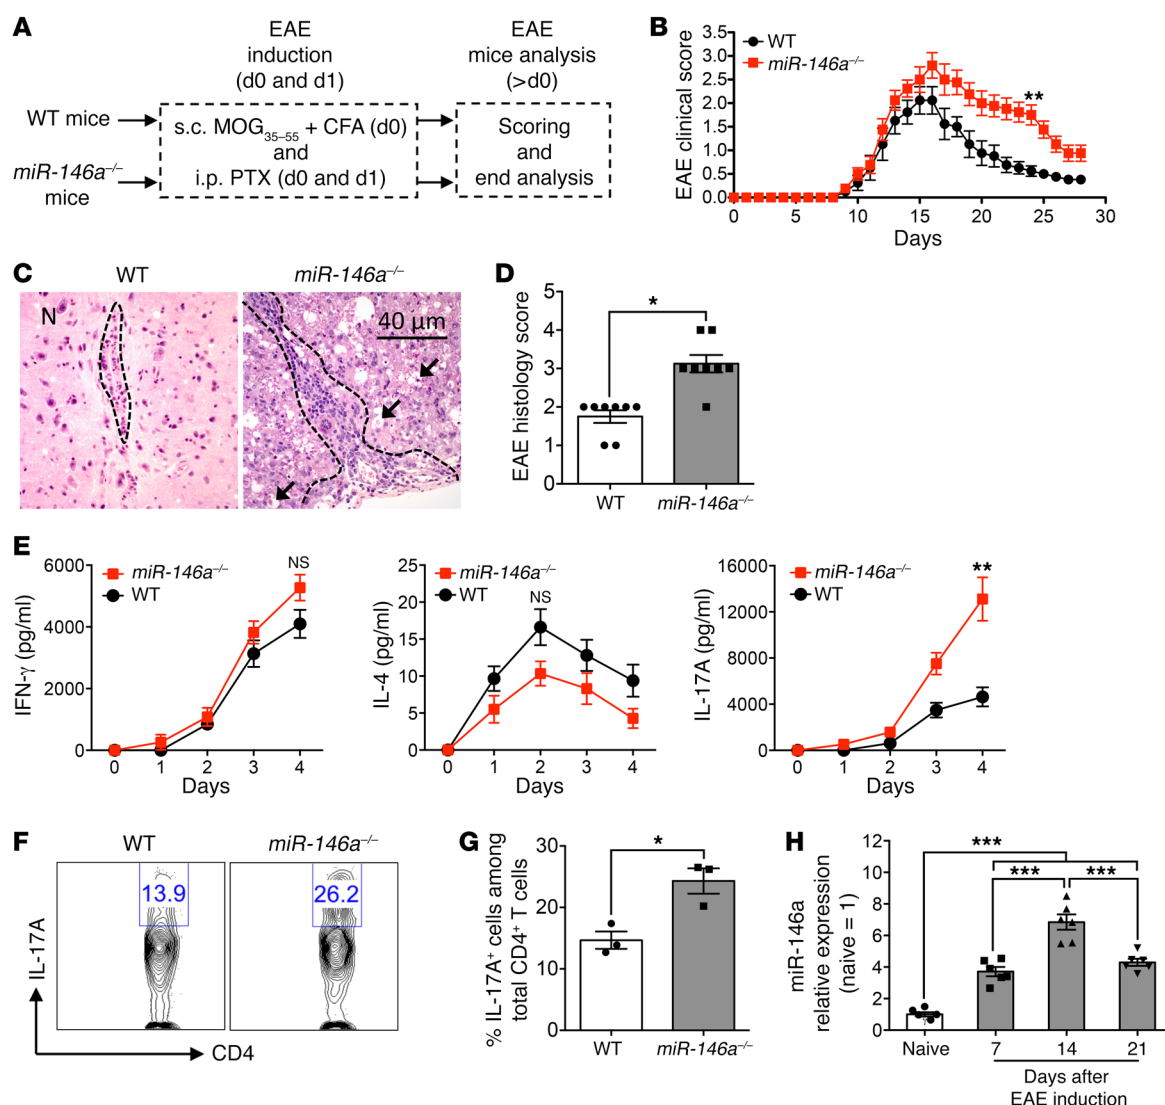 A
EAE
induction
(d0 and d1)
EAE
mice analysis
(>d0)
WT mice
miR-146a–/–
mice
s.c. MOG35–55 + CFA (d0)
and
i.p. PTX (d0 and d1)
Scoring
and
end analysis
B
EAE clinical score
3.5
3.0
2.5
2.0
1.5
1.0
0.5
0.0
WT
miR-146a–/–
**
0 5 10 15 20 25 30
Days
C
WT
miR-146a–/–
N
40 μm
D
EAE histology score
5
4
3
2
1
0
*
WT miR-146a–/–
E
IFN-γ (pg/ml)
6000
4000
2000
0
miR-146a–/–
WT
NS
0 1 2 3 4
Days
IL-4 (pg/ml)
25
20
15
10
5
0
miR-146a–/–
WT
NS
0 1 2 3 4
Days
IL-17A (pg/ml)
16000
12000
8000
4000
0
miR-146a–/–
WT
**
0 1 2 3 4
Days
F
WT
miR-146a–/–
13.9
26.2
IL-17A
CD4
G
% IL-17A+ cells among
total CD4+ T cells
30
20
10
0
*
WT miR-146a–/–
H
miR-146a
relative expression
(naive = 1)
12
10
8
6
4
2
0
***
*** ***
Naive 7 14 21
Days after
EAE induction